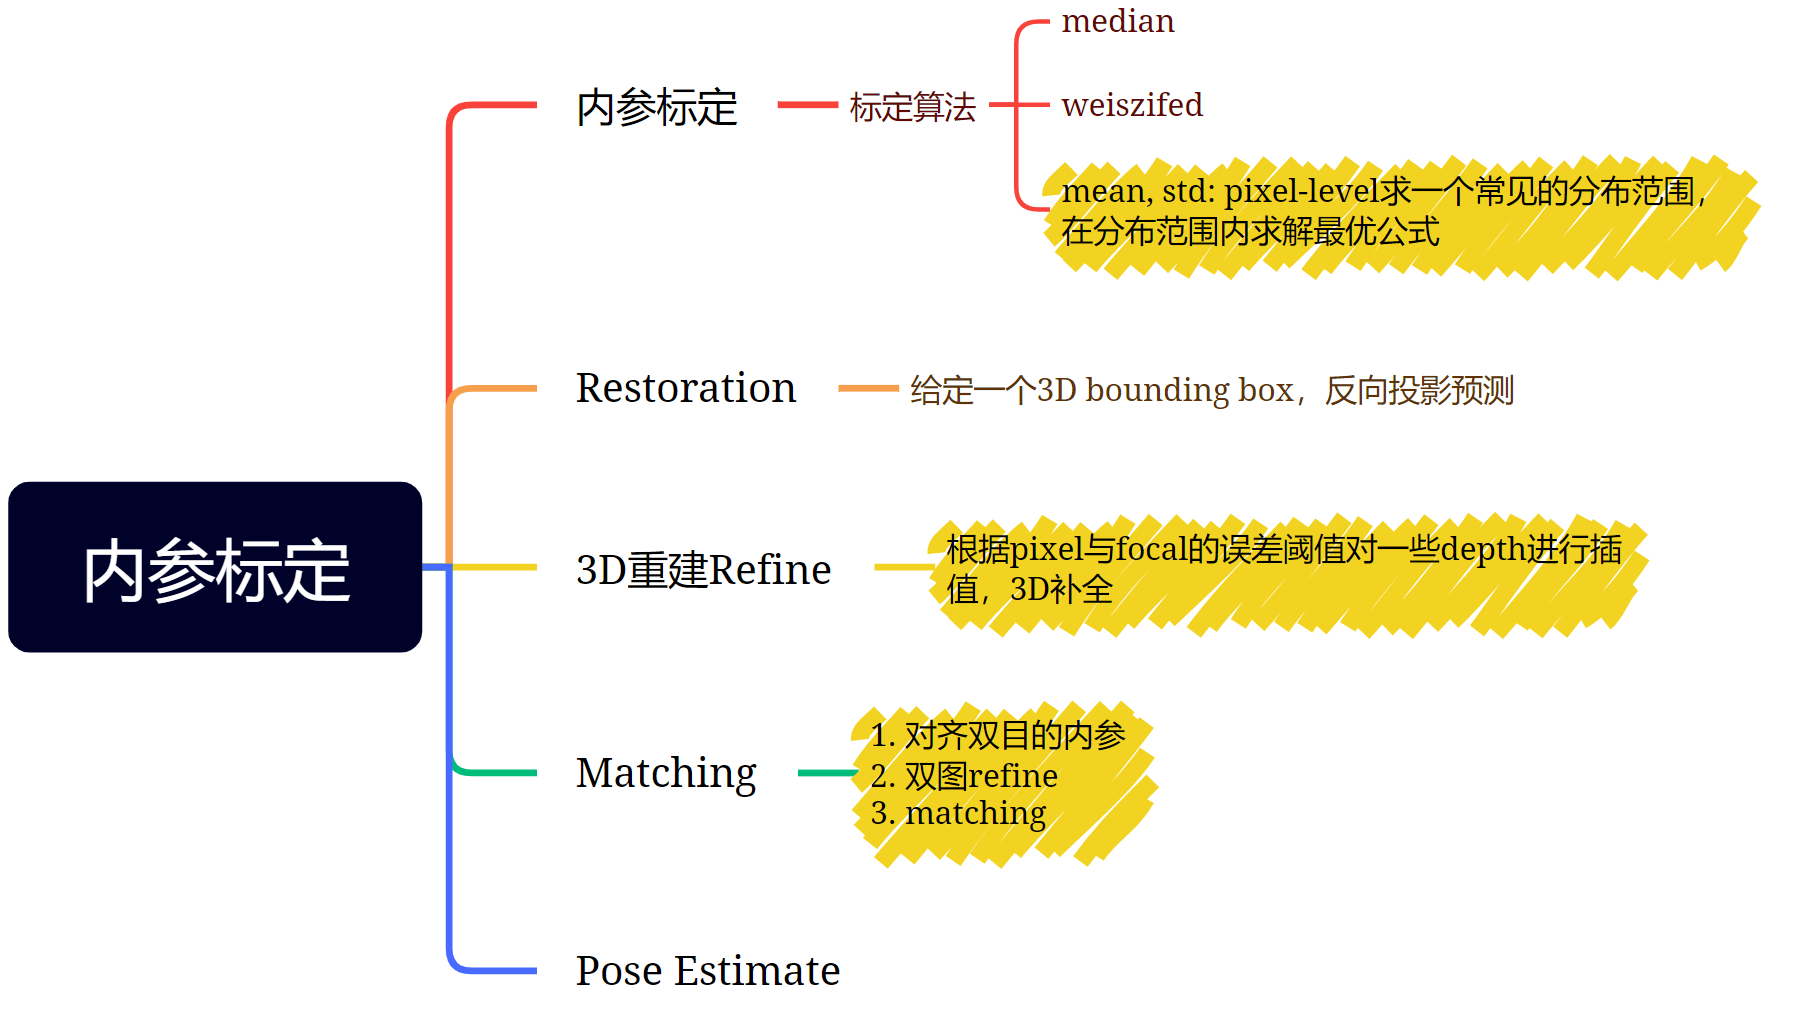 内参标定
内参标定
标定算法
median
weiszifed
mean, std: pixel-level求一个常见的分布范围，
在分布范围内求解最优公式
Restoration
给定一个3D bounding box，反向投影预测
3D重建Refine
根据pixel与focal的误差阈值对一些depth进行插
值，3D补全
Matching
1. 对齐双目的内参
2. 双图refine
3. matching
Pose Estimate